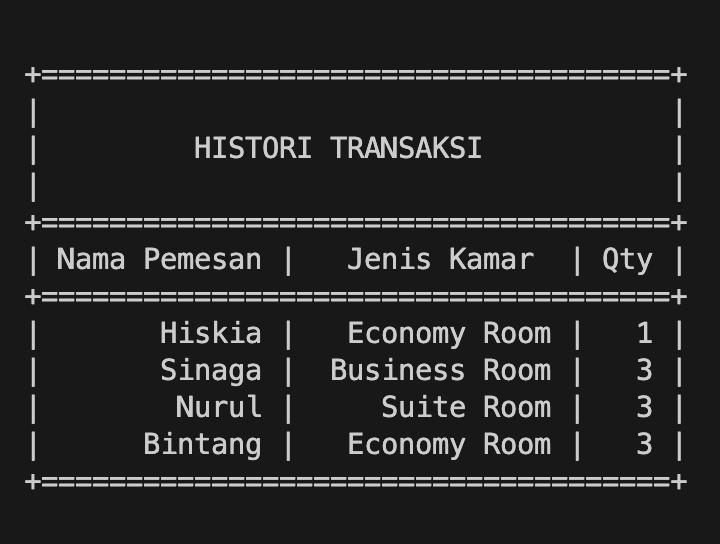 +=====================================+
|                                     |
|         HISTORI TRANSAKSI           |
|                                     |
+=====================================+
| Nama Pemesan |   Jenis Kamar  | Qty |
+=====================================+
|       Hiskia |   Economy Room |   1 |
|       Sinaga |  Business Room |   3 |
|        Nurul |     Suite Room |   3 |
|      Bintang |   Economy Room |   3 |
+=====================================+